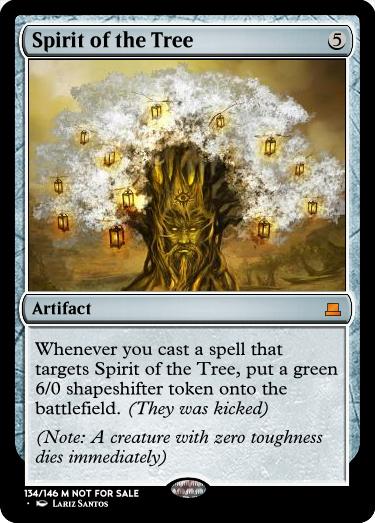 Spirit of the Tree
5
Artifact
Whenever you cast a spell that
targets Spirit of the Tree, put a green
6/0 shapeshifter token onto the
battlefield. (They was kicked)
(Note: A creature with zero toughness
dies immediately)
134/146 M NOT FOR SALE
· Lariz Santos